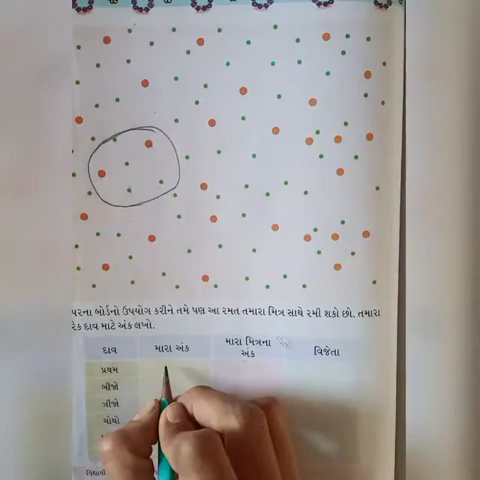 પરના બોર્ડનો ઉપયોગ કરીને તમે પણ આ રમત તમારા મિત્ર સાથે રમી શકો છો. તમારા
રેક દાવ માટે અંક લખો.
દાવ મારા અંક મારા મિત્રના અંક વિજેતા
પ્રથમ
બીજો
ત્રીજો
ચોથો